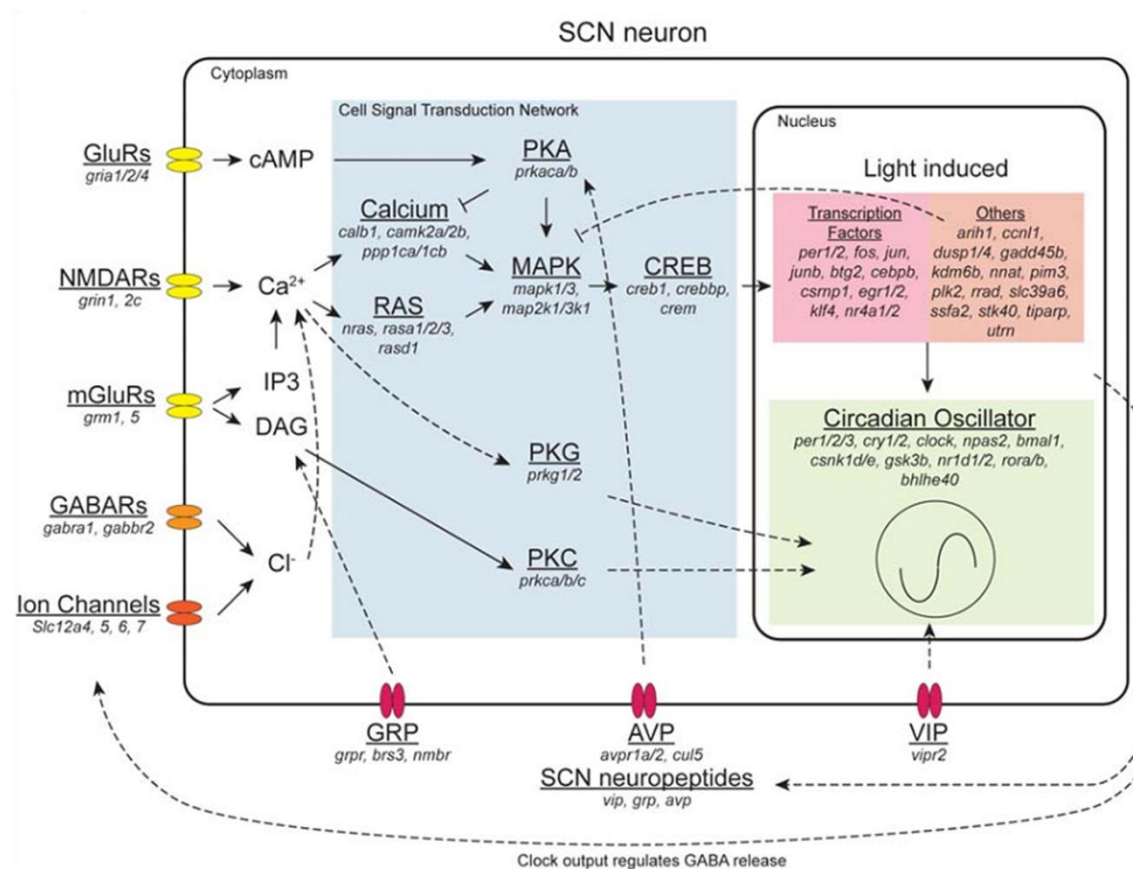 SCN neuron
Cytoplasm
Cell Signal Transduction Network
Nucleus
GluRs
gria1/2/4
cAMP
PKA
prkaca/b
Light induced
Calcium
calb1, camk2a/2b,
ppp1ca/1cb
Transcription
Factors
per1/2, fos, jun,
junb, btg2, cebpb,
csrnp1, egr1/2,
klf4, nr4a1/2
Others
arih1, ccnl1,
dusp1/4, gadd45b,
kdm6b, nnat, pim3,
plk2, rrad, slc39a6,
ssfa2, stk40, tiparp,
utrn
NMDARs
grin1, 2c
Ca²⁺
MAPK
mapk1/3,
map2k1/3k1
CREB
creb1, crebbp,
crem
RAS
nras, rasa1/2/3,
rasd1
mGluRs
grm1, 5
IP3
DAG
Circadian Oscillator
per1/2/3, cry1/2, clock, npas2, bmal1,
csnk1d/e, gsk3b, nr1d1/2, rora/b,
bhlhe40
PKG
prkg1/2
GABARs
gabra1, gabbr2
Cl⁻
PKC
prkca/b/c
Ion Channels
Slc12a4, 5, 6, 7
GRP
grpr, brs3, nmbr
AVP
avpr1a/2, cul5
VIP
vipr2
SCN neuropeptides
vip, grp, avp
Clock output regulates GABA release